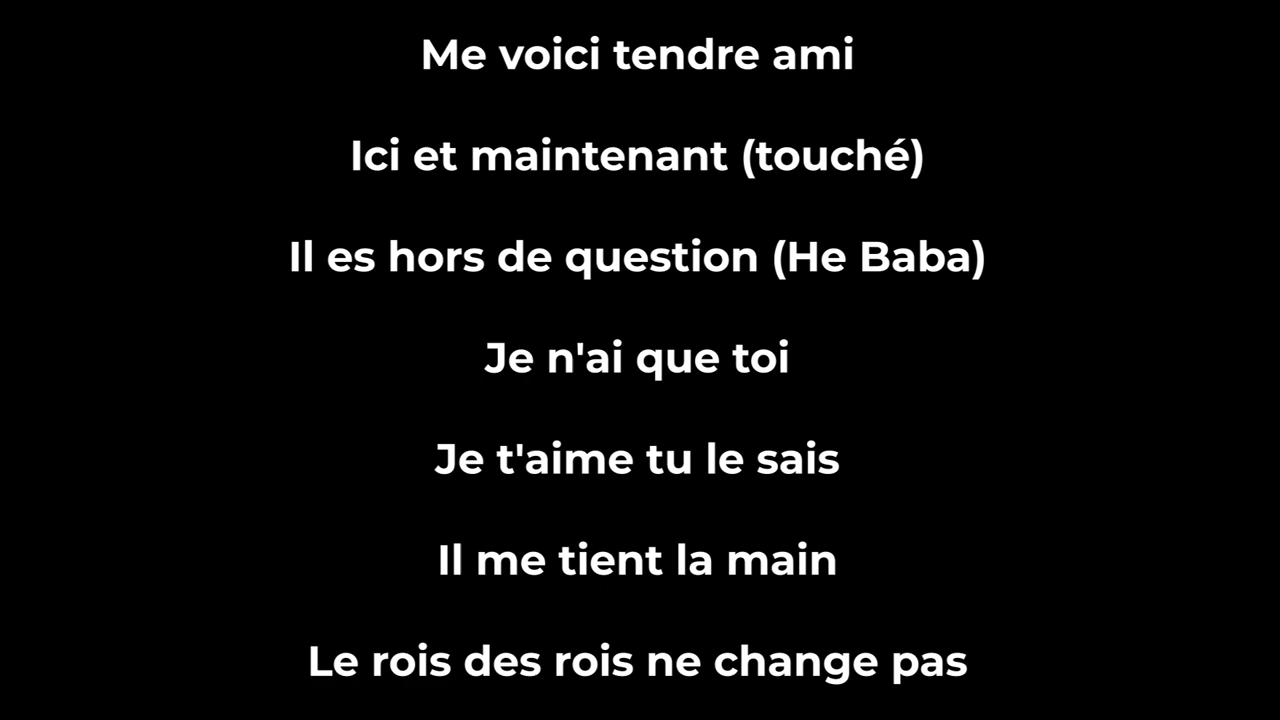 Me voici tendre ami
Ici et maintenant (touché)
Il es hors de question (He Baba)
Je n'ai que toi
Je t'aime tu le sais
Il me tient la main
Le rois des rois ne change pas